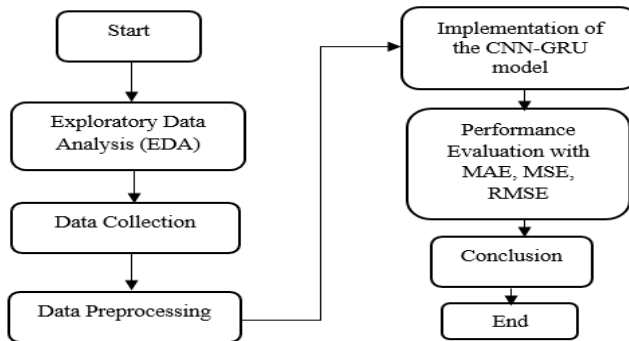 Start
Exploratory Data
Analysis (EDA)
Data Collection
Data Preprocessing
Implementation of
the CNN-GRU
model
Performance
Evaluation with
MAE, MSE,
RMSE
Conclusion
End